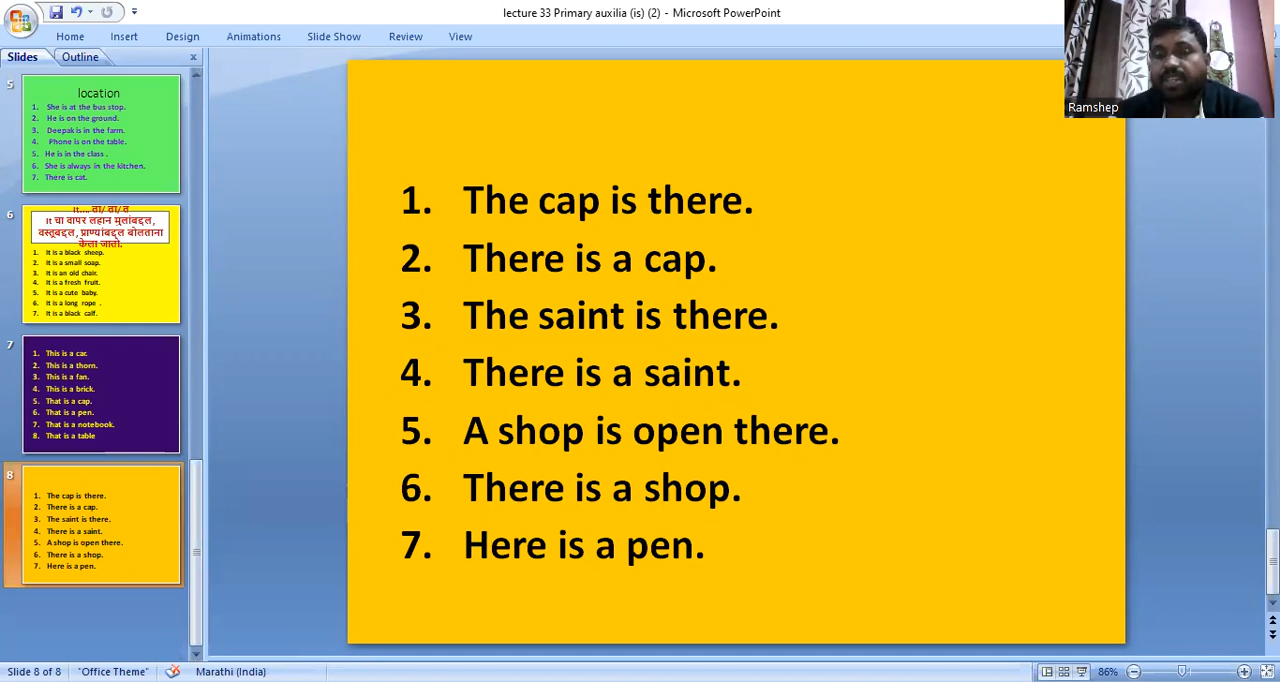 lecture 33 Primary auxilia (is) (2) - Microsoft PowerPoint
Home Insert Design Animations Slide Show Review View
Slides Outline x
5
location
1. She is at the bus stop.
2. He is on the ground.
3. Deepak is in the farm.
4. Phone is on the table.
5. He is in the class .
6. She is always in the kitchen.
7. There is cat.
6
It.... ता/ ता/ त
It चा वापर लहान मुलांबद्दल,
वस्तूबद्दल, प्राण्यांबद्दल बोलताना
केला जातो.
1. It is a black sheep.
2. It is a small soap.
3. It is an old chair.
4. It is a fresh fruit.
5. It is a cute baby.
6. It is a long rope .
7. It is a black calf.
7
1. This is a car.
2. This is a thorn.
3. This is a fan.
4. This is a brick.
5. That is a cap.
6. That is a pen.
7. That is a notebook.
8. That is a table
8
1. The cap is there.
2. There is a cap.
3. The saint is there.
4. There is a saint.
5. A shop is open there.
6. There is a shop.
7. Here is a pen.
1. The cap is there.
2. There is a cap.
3. The saint is there.
4. There is a saint.
5. A shop is open there.
6. There is a shop.
7. Here is a pen.
Ramshep
Slide 8 of 8 "Office Theme" Marathi (India) 86%